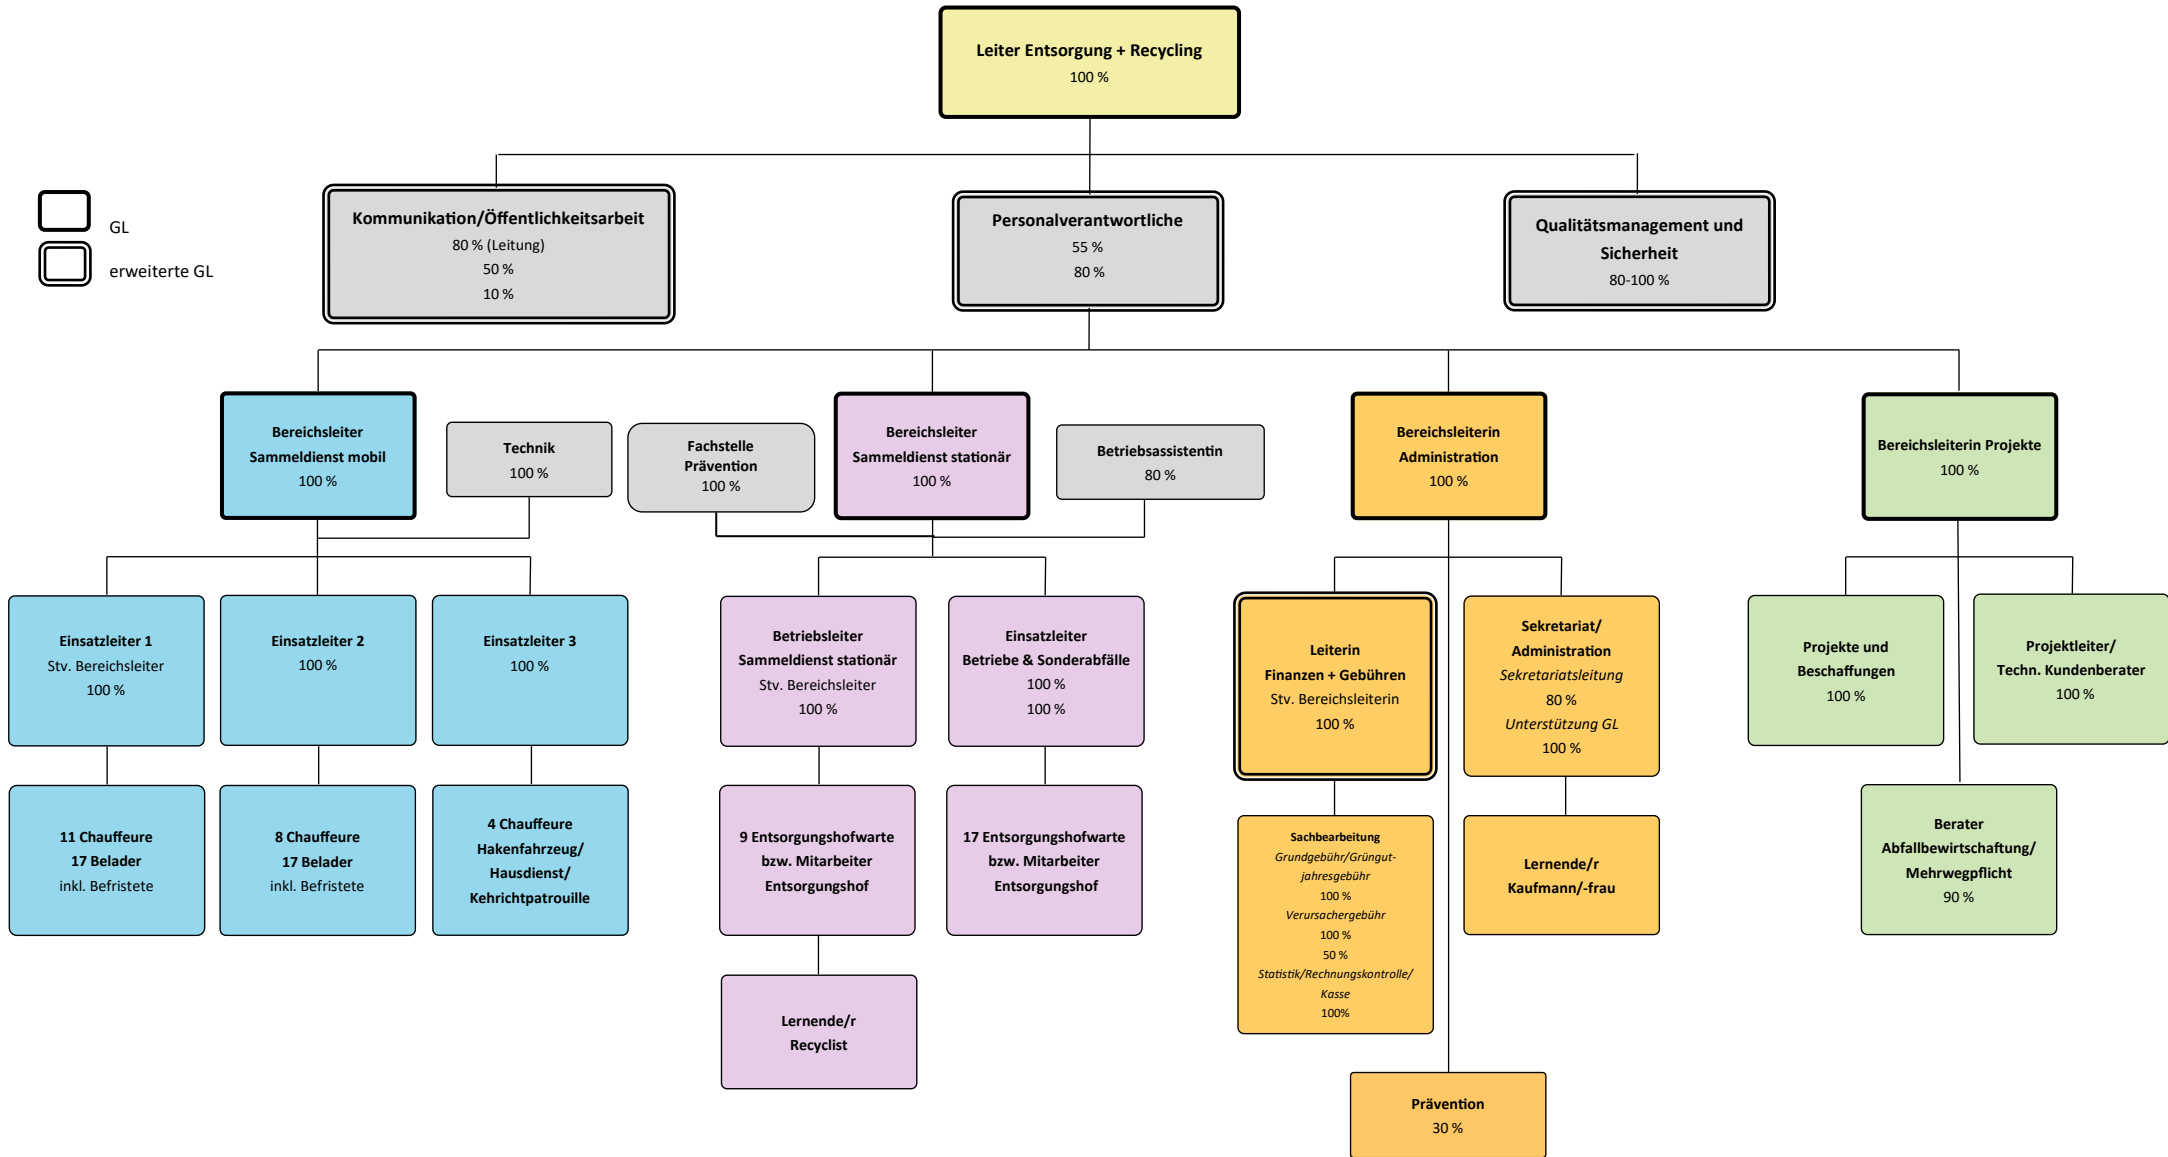 Leiter Entsorgung + Recycling
100 %
GL
erweiterte GL
Kommunikation/Öffentlichkeitsarbeit
80 % (Leitung)
50 %
10 %
Personalverantwortliche
55 %
80 %
Qualitätsmanagement und
Sicherheit
80-100 %
Bereichsleiter
Sammeldienst mobil
100 %
Technik
100 %
Fachstelle
Prävention
100 %
Bereichsleiter
Sammeldienst stationär
100 %
Betriebsassistentin
80 %
Bereichsleiterin
Administration
100 %
Bereichsleiterin Projekte
100 %
Einsatzleiter 1
Stv. Bereichsleiter
100 %
Einsatzleiter 2
100 %
Einsatzleiter 3
100 %
Betriebsleiter
Sammeldienst stationär
Stv. Bereichsleiter
100 %
Einsatzleiter
Betriebe & Sonderabfälle
100 %
100 %
Leiterin
Finanzen + Gebühren
Stv. Bereichsleiterin
100 %
Sekretariat/
Administration
Sekretariatsleitung
80 %
Unterstützung GL
100 %
Projekte und
Beschaffungen
100 %
Projektleiter/
Techn. Kundenberater
100 %
11 Chauffeure
17 Belader
inkl. Befristete
8 Chauffeure
17 Belader
inkl. Befristete
4 Chauffeure
Hakenfahrzeug/
Hausdienst/
Kehrichtpatrouille
9 Entsorgungshofwarte
bzw. Mitarbeiter
Entsorgungshof
17 Entsorgungshofwarte
bzw. Mitarbeiter
Entsorgungshof
Sachbearbeitung
Grundgebühr/Grüngut-
jahresgebühr
100 %
Verursachergebühr
100 %
50 %
Statistik/Rechnungskontrolle/
Kasse
100%
Lernende/r
Kaufmann/-frau
Berater
Abfallbewirtschaftung/
Mehrwegpflicht
90 %
Lernende/r
Recyclist
Prävention
30 %